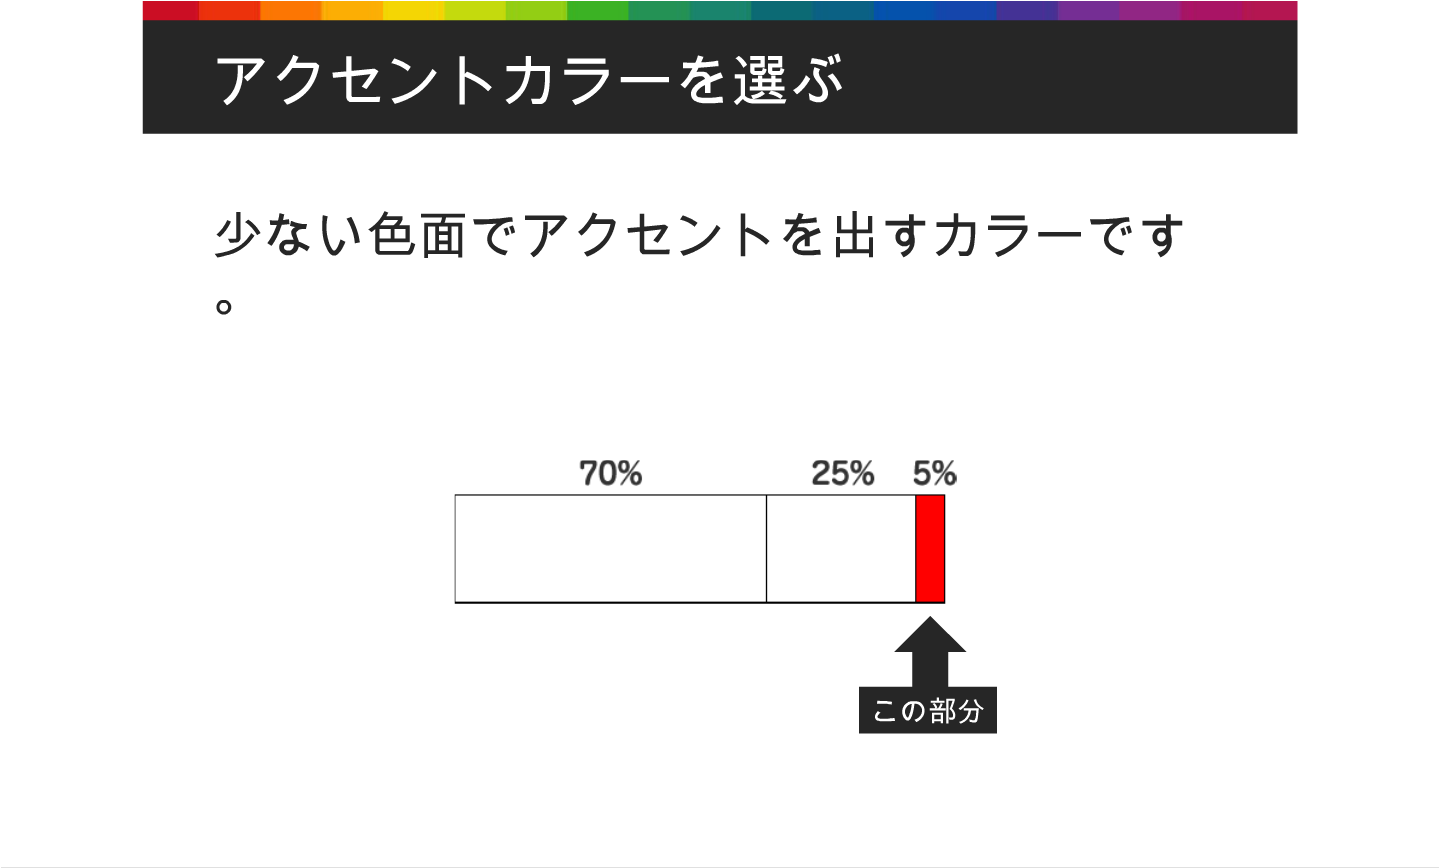 アクセントカラーを選ぶ
少ない色面でアクセントを出すカラーです
。
70% 25% 5%
この部分